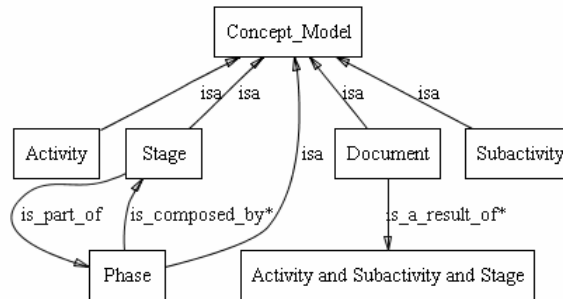 Concept_Model
isa
isa
isa
isa
isa
Activity
Stage
Document
Subactivity
is_part_of
is_composed_by*
is_a_result_of*
Phase
Activity and Subactivity and Stage